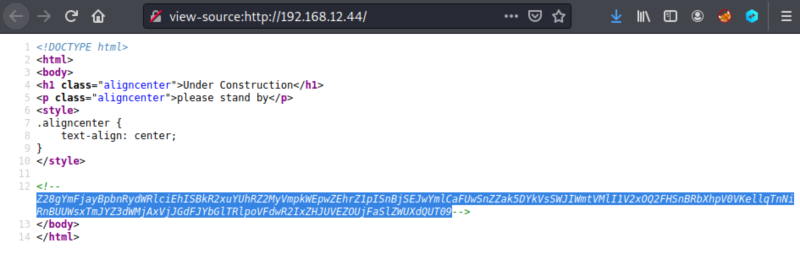 view-source:http://192.168.12.44/
1 <!DOCTYPE html>
2 <html>
3 <body>
4 <h1 class="aligncenter">Under Construction</h1>
5 <p class="aligncenter">please stand by</p>
6 <style>
7 .aligncenter {
8 text-align: center;
9 }
10 </style>
11
12 <!--
Z28gYmFjayBpbnRydWRlciEhISBkR2xuYUhRZ2MyVmpkWEpwZEhrZ1pISnBjSEJwYmlCaFUwSnZZak5DYkVsSWJIWmtVMlI1V2xOQ2FHSnBRbXhpV0VKellqTnNi
RnBUUWsxTmJYZ3dWMjAxVjJGdFJYbGlTRlpoVFdwR2IxZHJUVEZOUjFaSlZWUXdQUT09-->
13 </body>
14 </html>